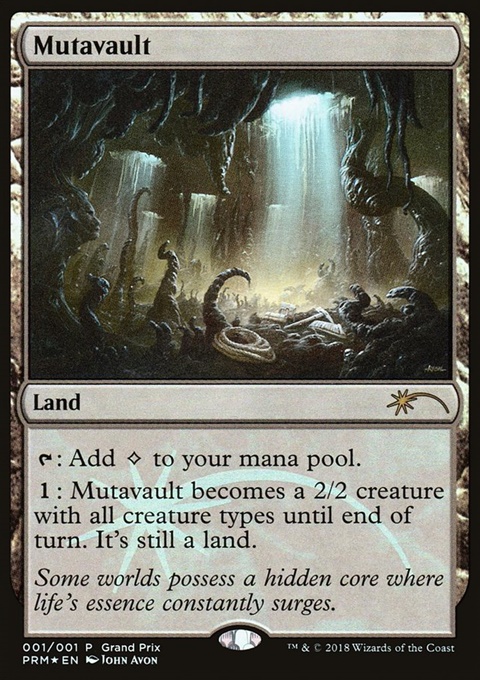 Mutavault
Land
: Add to your mana pool.
1 : Mutavault becomes a 2/2 creature
with all creature types until end of
turn. It's still a land.
Some worlds possess a hidden core where
life's essence constantly surges.
001/001 P Grand Prix
PRM★EN John Avon
™ & © 2018 Wizards of the Coast